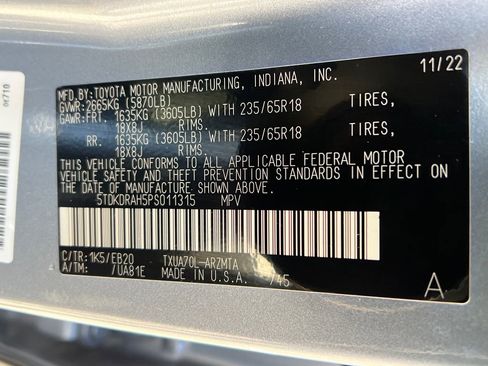 MFD.BY:TOYOTA MOTOR MANUFACTURING, INDIANA, INC. 11/22
GVWR:2665KG (5870LB)
GAWR:FRT. 1635KG (3605LB) WITH 235/65R18 TIRES,
18X8J RIMS.
RR. 1635KG (3605LB) WITH 235/65R18 TIRES,
18X8J RIMS.
THIS VEHICLE CONFORMS TO ALL APPLICABLE FEDERAL MOTOR
VEHICLE SAFETY AND THEFT PREVENTION STANDARDS IN EFFECT ON
THE DATE OF MANUFACTURE SHOWN ABOVE.
5TDKDRAH5PS011315 MPV
C/TR:1K5/EB20 TXUA70L-ARZMTA
A/TM: /UA81E MADE IN U.S.A. /45
A